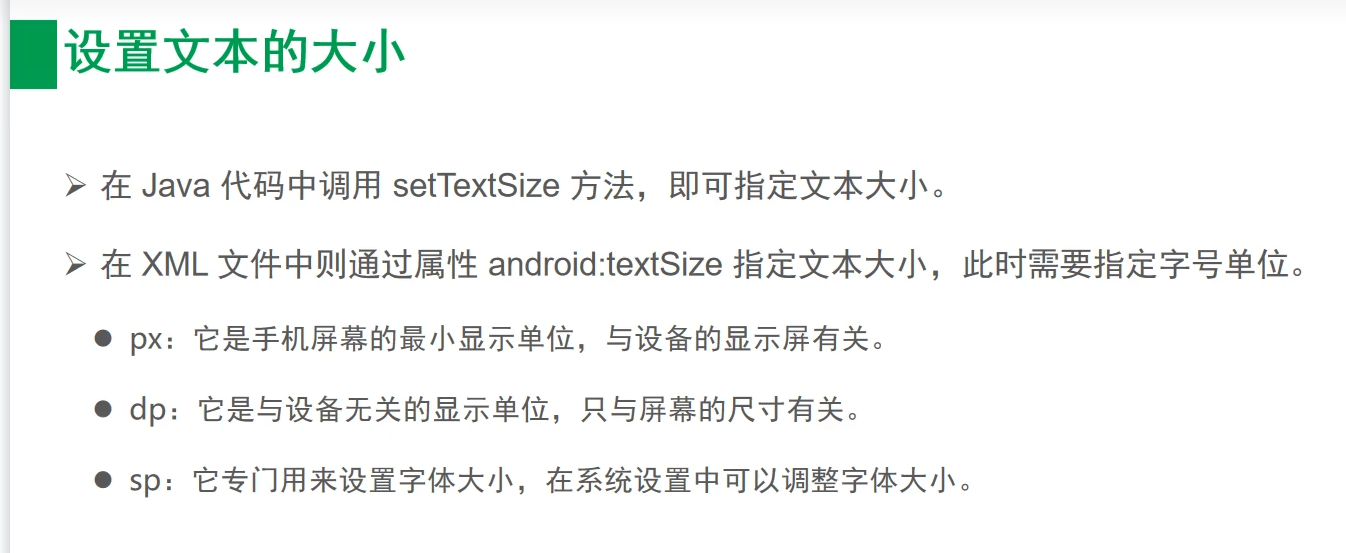 设置文本的大小
➢ 在 Java 代码中调用 setTextSize 方法，即可指定文本大小。
➢ 在 XML 文件中则通过属性 android:textSize 指定文本大小，此时需要指定字号单位。
● px：它是手机屏幕的最小显示单位，与设备的显示屏有关。
● dp：它是与设备无关的显示单位，只与屏幕的尺寸有关。
● sp：它专门用来设置字体大小，在系统设置中可以调整字体大小。